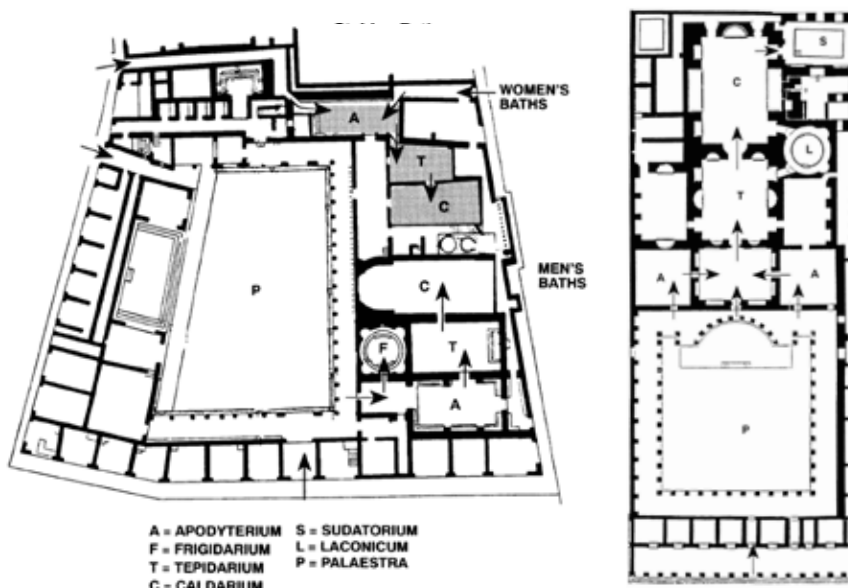 WOMEN'S
BATHS
A
T
C
P
MEN'S
BATHS
C
F
T
A
A = APODYTERIUM
F = FRIGIDARIUM
T = TEPIDARIUM
C = CALDARIUM
S = SUDATORIUM
L = LACONICUM
P = PALAESTRA
S
C
L
T
A
A
P